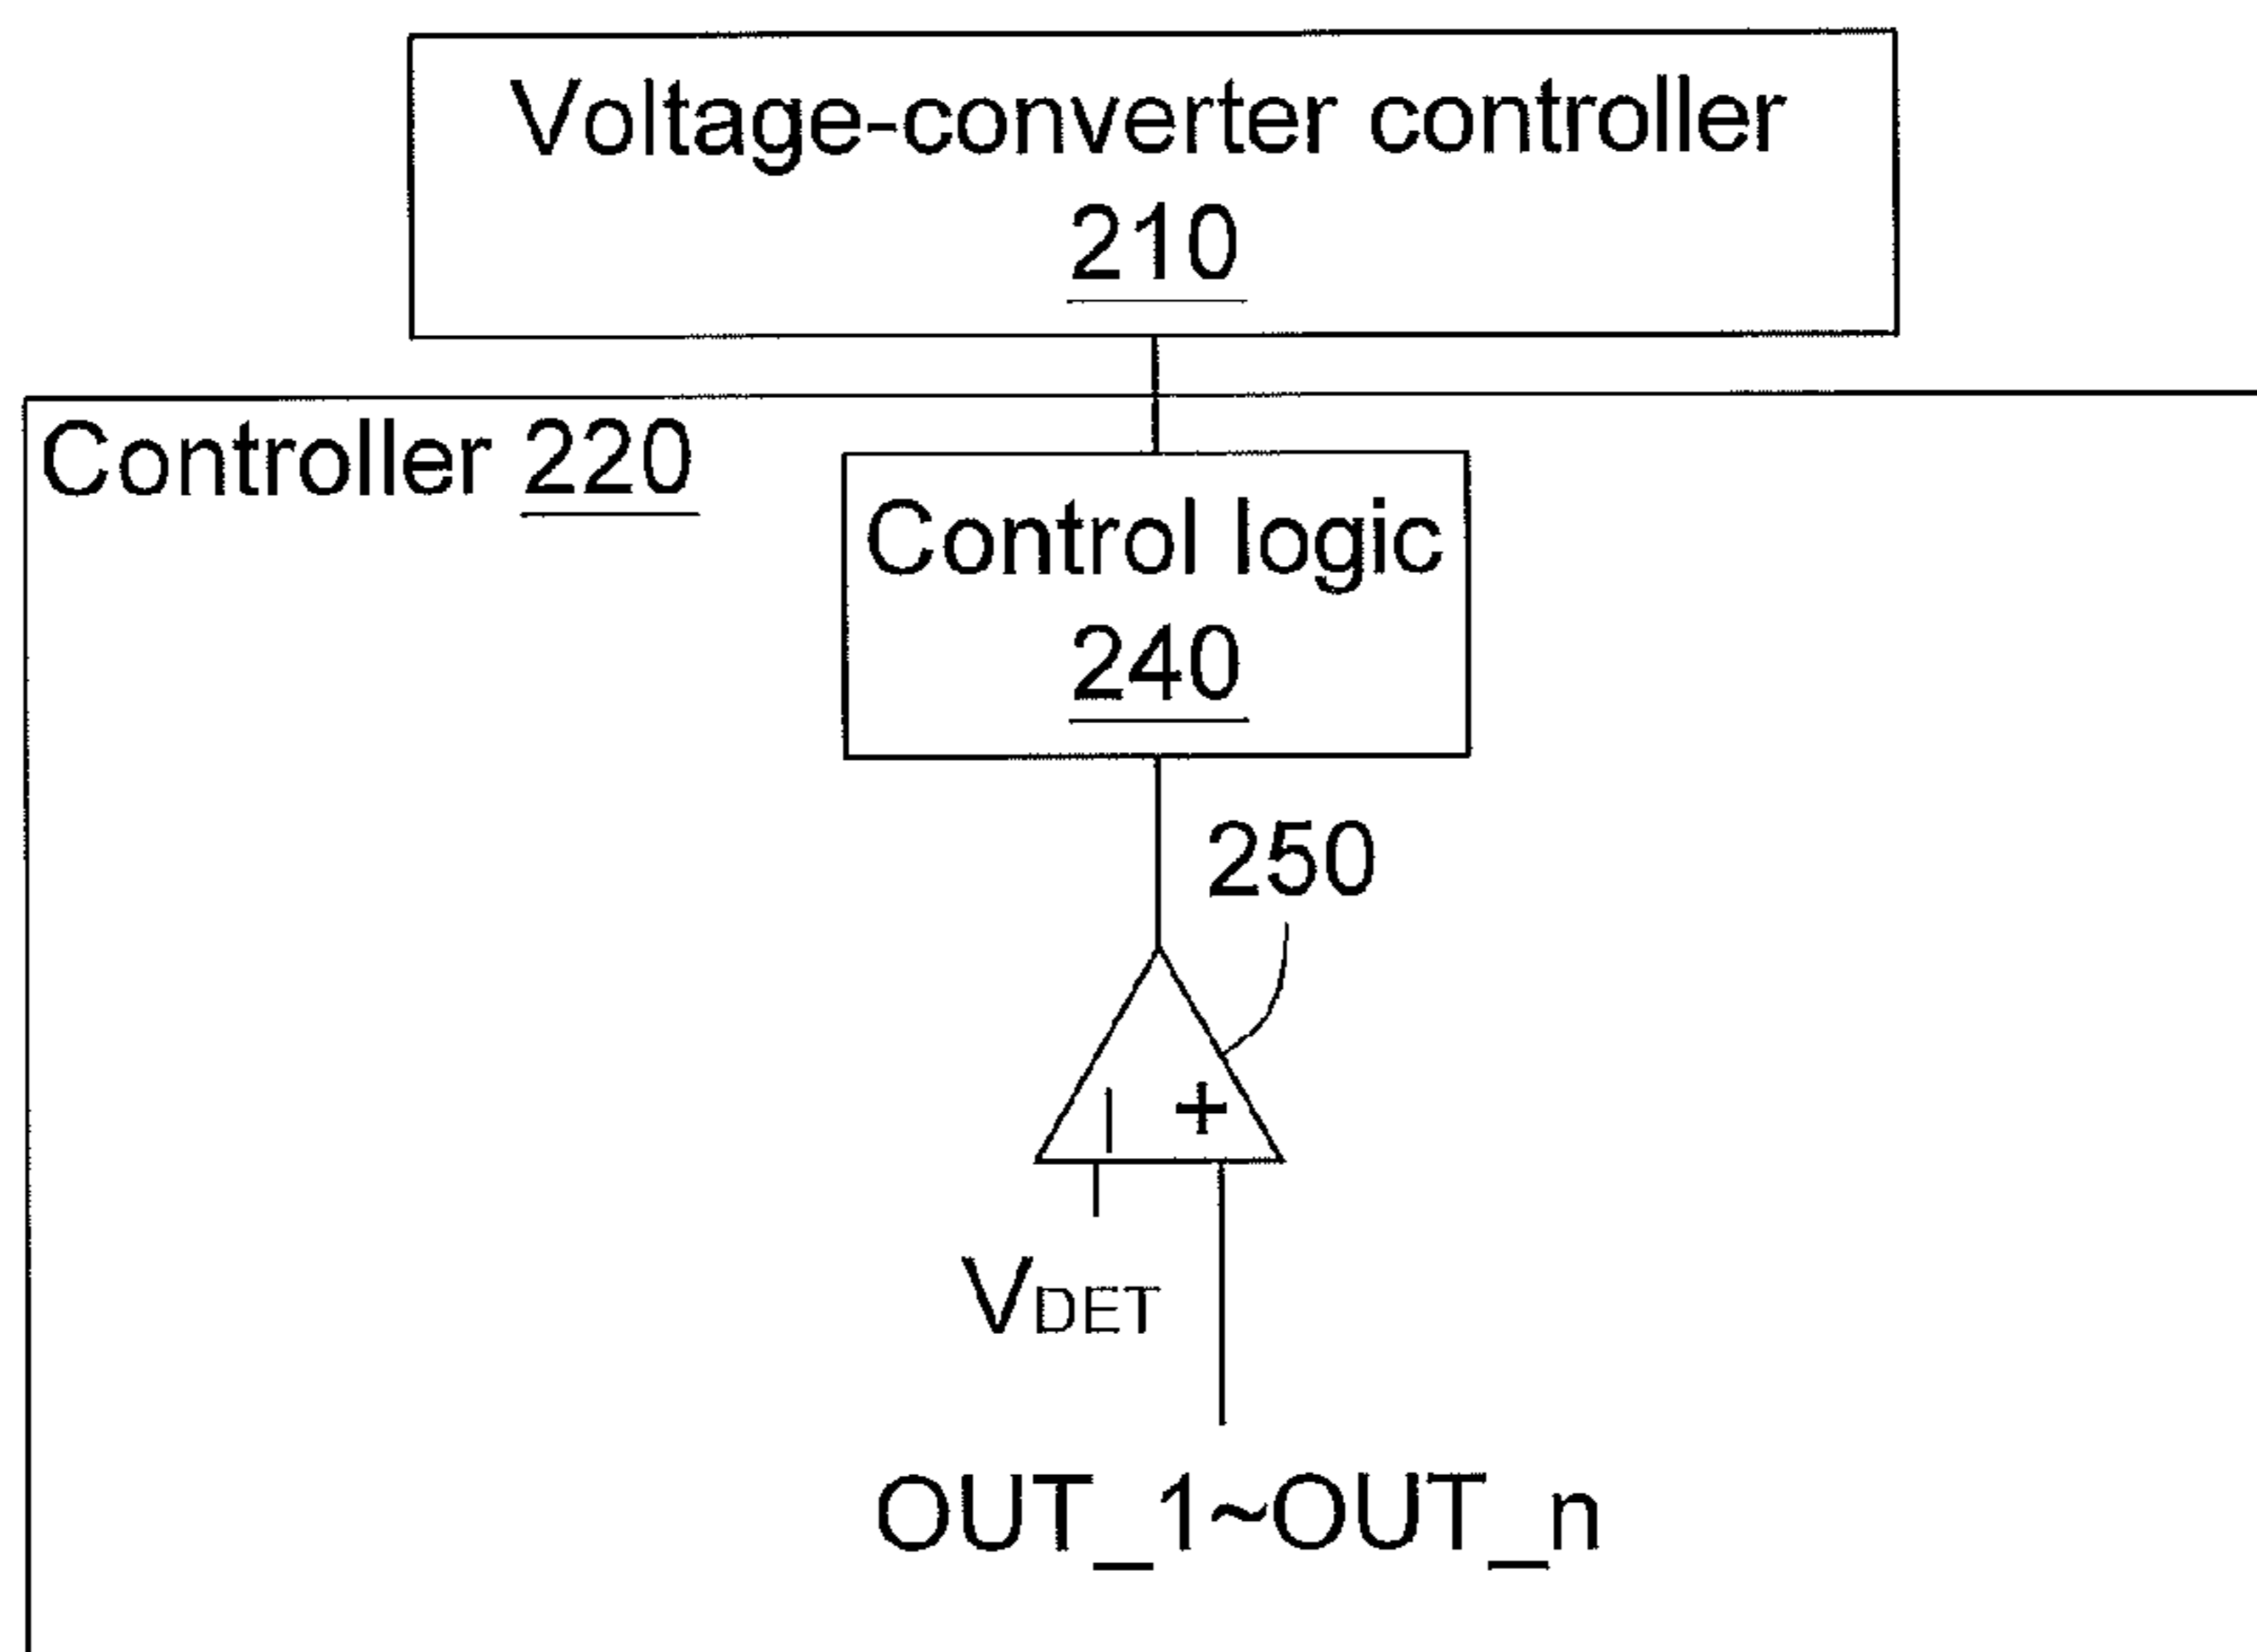 Voltage-converter controller
210
Controller 220
Control logic
240
250
− +
VDET
OUT_1~OUT_n